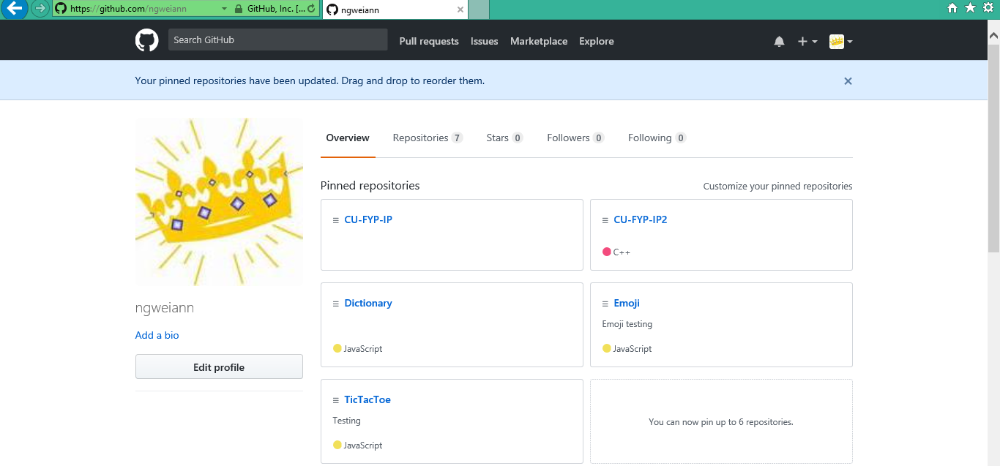 https://github.com/ngweiann
GitHub, Inc. [...
ngweiann
Search GitHub
Pull requests
Issues
Marketplace
Explore
Your pinned repositories have been updated. Drag and drop to reorder them.
Overview
Repositories 7
Stars 0
Followers 0
Following 0
Pinned repositories
Customize your pinned repositories
CU-FYP-IP
CU-FYP-IP2
C++
Dictionary
JavaScript
Emoji
Emoji testing
JavaScript
ngweiann
Add a bio
Edit profile
TicTacToe
Testing
JavaScript
You can now pin up to 6 repositories.